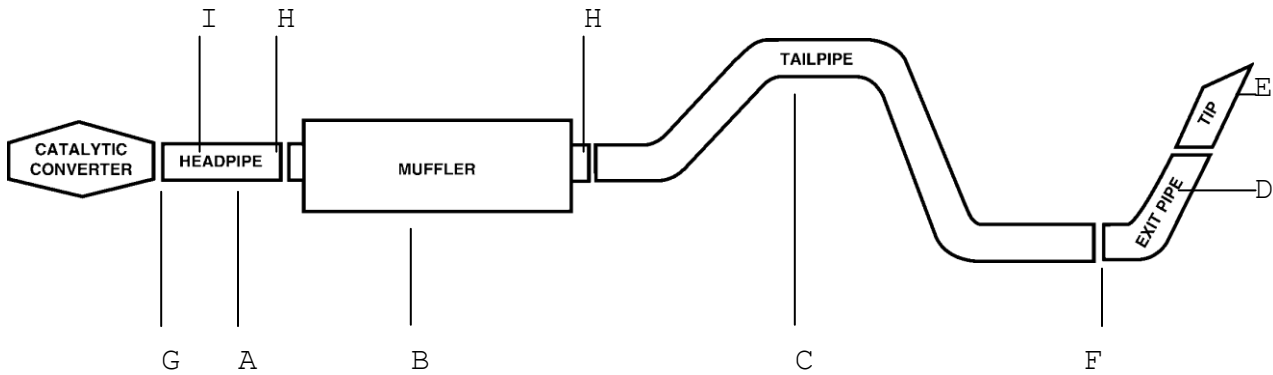 I H H
TAILPIPE
E
TIP
CATALYTIC
CONVERTER
HEADPIPE
MUFFLER
D
EXIT PIPE
G A B C F